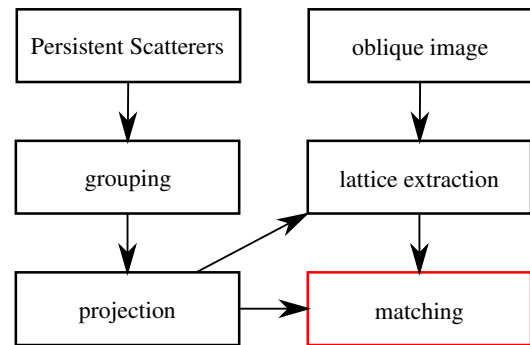 Persistent Scatterers
oblique image
grouping
lattice extraction
projection
matching